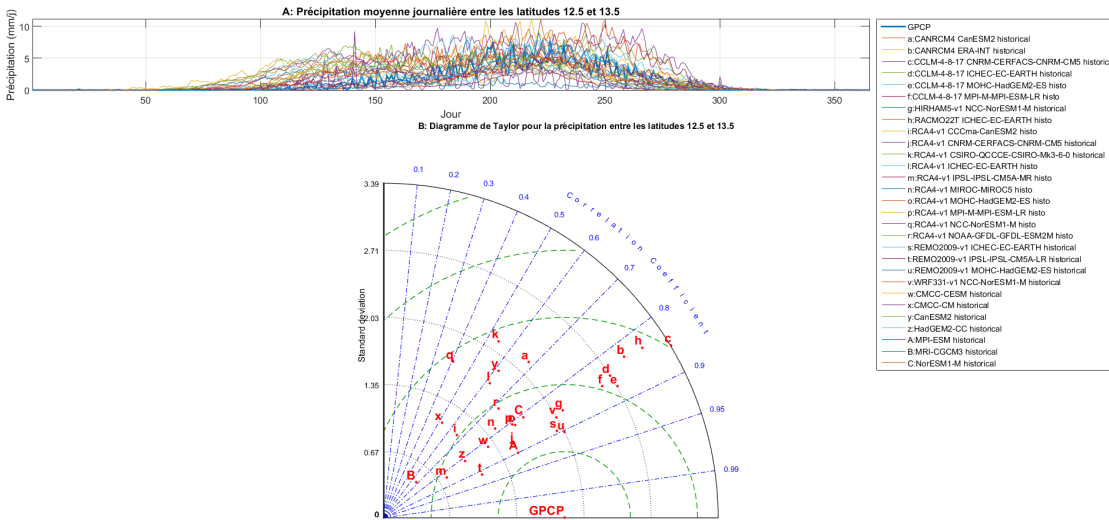 A: Précipitation moyenne journalière entre les latitudes 12.5 et 13.5
Précipitation (mm/j)
10
5
0
50
100
150
200
250
300
350
Jour
GPCP
a:CANRCM4 CanESM2 historical
b:CANRCM4 ERA-INT historical
c:CCLM-4-8-17 CNRM-CERFACS-CNRM-CM5 historic
d:CCLM-4-8-17 ICHEC-EC-EARTH historical
e:CCLM-4-8-17 MOHC-HadGEM2-ES histo
f:CCLM-4-8-17 MPI-M-MPI-ESM-LR histo
g:HIRHAM5-v1 NCC-NorESM1-M historical
h:RACMO22T ICHEC-EC-EARTH histo
i:RCA4-v1 CCCma-CanESM2 histo
j:RCA4-v1 CNRM-CERFACS-CNRM-CM5 historical
k:RCA4-v1 CSIRO-QCCCE-CSIRO-Mk3-6-0 historical
l:RCA4-v1 ICHEC-EC-EARTH histo
m:RCA4-v1 IPSL-IPSL-CM5A-MR histo
n:RCA4-v1 MIROC-MIROC5 histo
o:RCA4-v1 MOHC-HadGEM2-ES histo
p:RCA4-v1 MPI-M-MPI-ESM-LR histo
q:RCA4-v1 NCC-NorESM1-M histo
r:RCA4-v1 NOAA-GFDL-GFDL-ESM2M histo
s:REMO2009-v1 ICHEC-EC-EARTH historical
t:REMO2009-v1 IPSL-IPSL-CM5A-LR historical
u:REMO2009-v1 MOHC-HadGEM2-ES historical
v:WRF331-v1 NCC-NorESM1-M historical
w:CMCC-CESM historical
x:CMCC-CM historical
y:CanESM2 historical
z:HadGEM2-CC historical
A:MPI-ESM historical
B:MRI-CGCM3 historical
C:NorESM1-M historical
B: Diagramme de Taylor pour la précipitation entre les latitudes 12.5 et 13.5
Standard deviation
3.39
2.71
2.03
1.35
0.67
0
0.1
0.2
0.3
0.4
0.5
0.6
0.7
0.8
0.9
0.95
0.99
Correlation Coefficient
k
h
c
q
a
b
y
d
l
f
e
r
g
C
v
x
n
p
s
u
i
j
w
A
z
t
B
m
GPCP